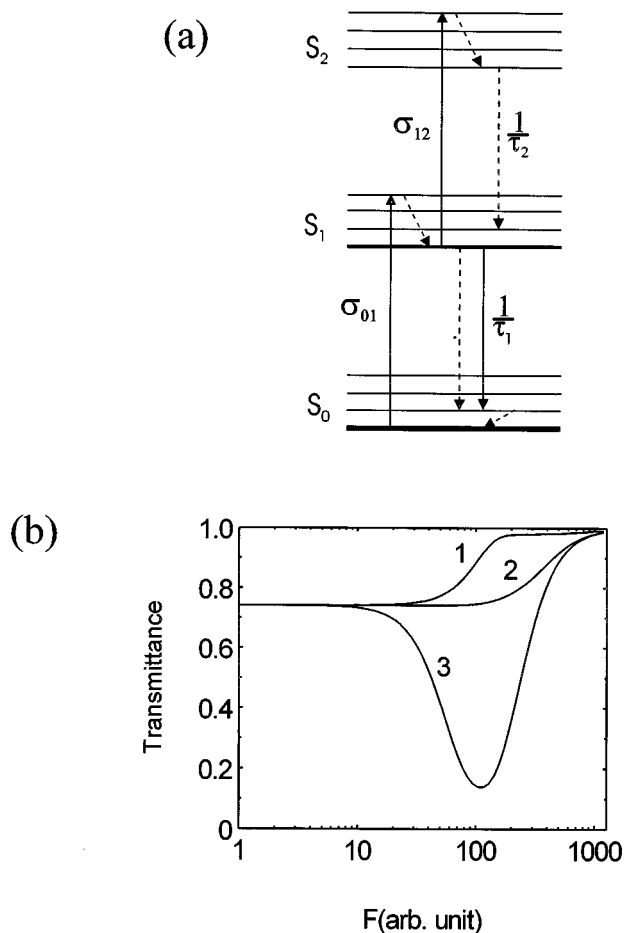 (a)
S₂
σ₁₂
1/τ₂
S₁
σ₀₁
1/τ₁
S₀
(b)
1.0
0.8
0.6
0.4
0.2
0
1
2
3
Transmittance
1 10 100 1000
F(arb. unit)